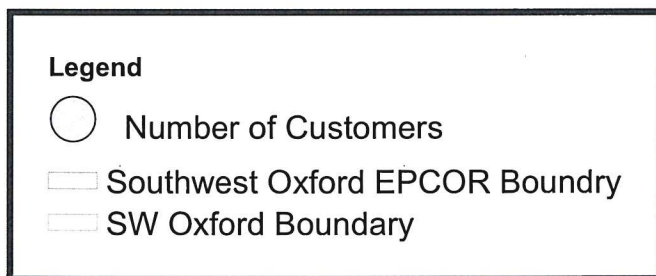 Legend
Number of Customers
Southwest Oxford EPCOR Boundry
SW Oxford Boundary